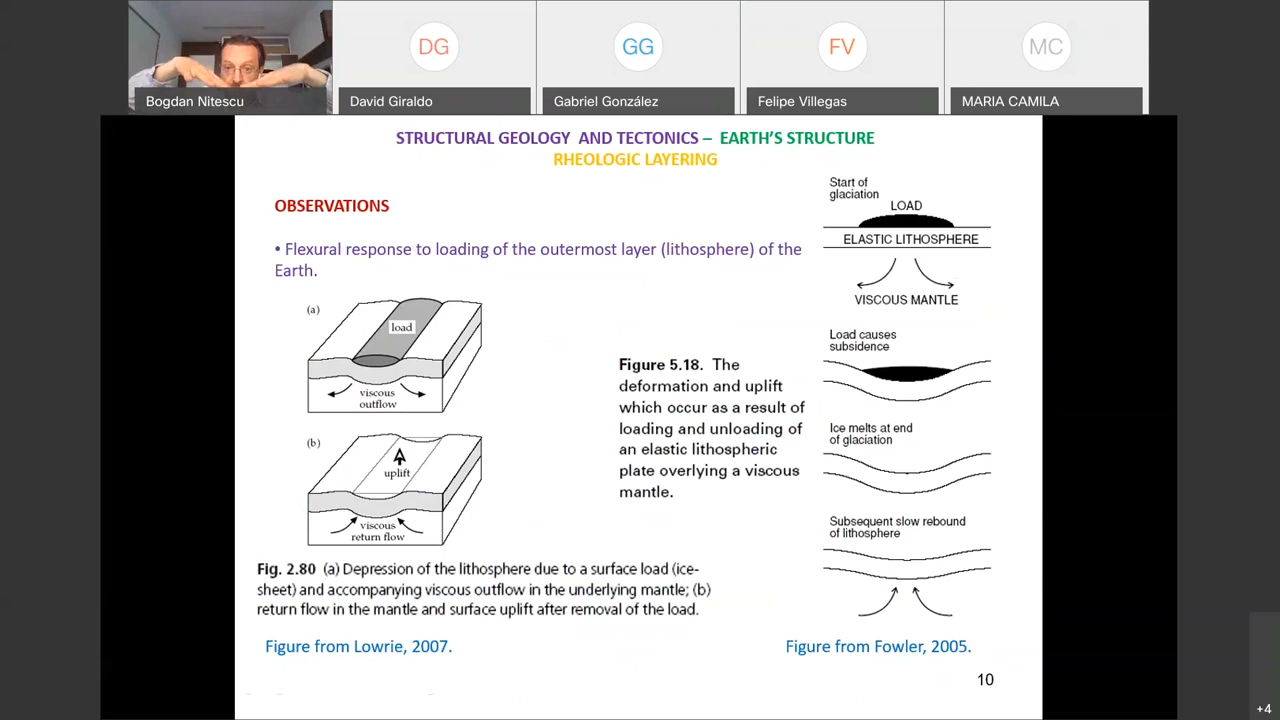 DG
GG
FV
MC
Bogdan Nitescu
David Giraldo
Gabriel González
Felipe Villegas
MARIA CAMILA
STRUCTURAL GEOLOGY AND TECTONICS – EARTH'S STRUCTURE
RHEOLOGIC LAYERING
OBSERVATIONS
• Flexural response to loading of the outermost layer (lithosphere) of the
Earth.
(a)
load
viscous
outflow
(b)
uplift
viscous
return flow
Fig. 2.80 (a) Depression of the lithosphere due to a surface load (ice-
sheet) and accompanying viscous outflow in the underlying mantle; (b)
return flow in the mantle and surface uplift after removal of the load.
Figure from Lowrie, 2007.
Figure 5.18. The
deformation and uplift
which occur as a result of
loading and unloading of
an elastic lithospheric
plate overlying a viscous
mantle.
Start of
glaciation
LOAD
ELASTIC LITHOSPHERE
VISCOUS MANTLE
Load causes
subsidence
Ice melts at end
of glaciation
Subsequent slow rebound
of lithosphere
Figure from Fowler, 2005.
10
+4